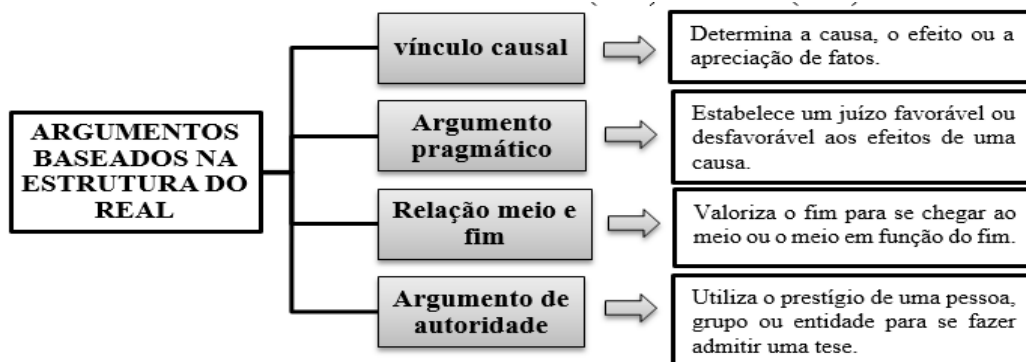 ARGUMENTOS
BASEADOS NA
ESTRUTURA DO
REAL
vínculo causal
Determina a causa, o efeito ou a
apreciação de fatos.
Argumento
pragmático
Estabelece um juízo favorável ou
desfavorável aos efeitos de uma
causa.
Relação meio e
fim
Valoriza o fim para se chegar ao
meio ou o meio em função do fim.
Argumento de
autoridade
Utiliza o prestígio de uma pessoa,
grupo ou entidade para se fazer
admitir uma tese.